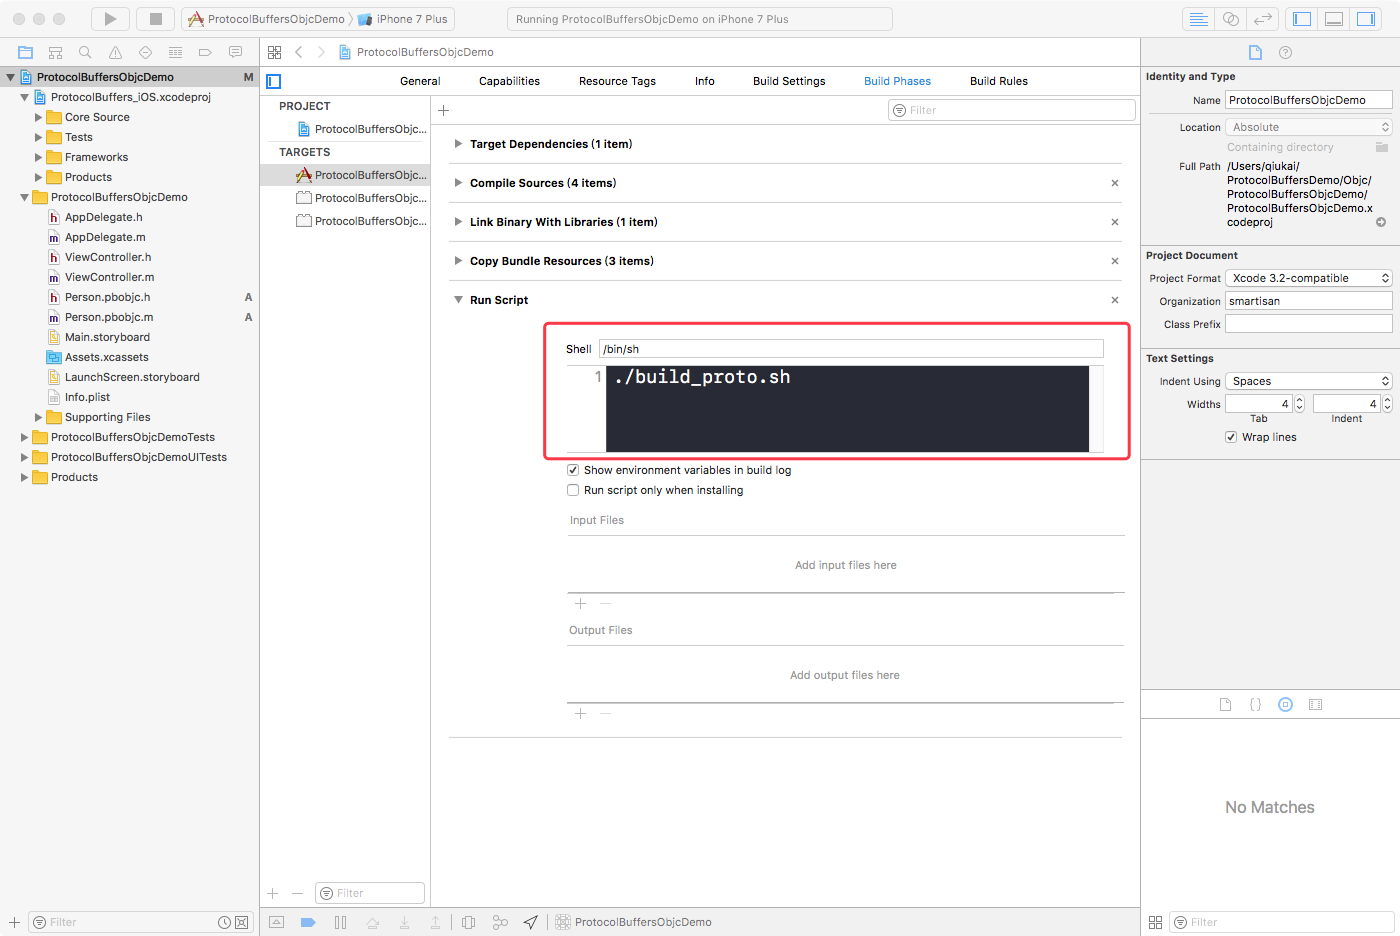 ProtocolBuffersObjcDemo
iPhone 7 Plus
Running ProtocolBuffersObjcDemo on iPhone 7 Plus
ProtocolBuffersObjcDemo
M
ProtocolBuffers_iOS.xcodeproj
Core Source
Tests
Frameworks
Products
ProtocolBuffersObjcDemo
AppDelegate.h
AppDelegate.m
ViewController.h
ViewController.m
Person.pbobjc.h
A
Person.pbobjc.m
A
Main.storyboard
Assets.xcassets
LaunchScreen.storyboard
Info.plist
Supporting Files
ProtocolBuffersObjcDemoTests
ProtocolBuffersObjcDemoUITests
Products
Filter
ProtocolBuffersObjcDemo
General
Capabilities
Resource Tags
Info
Build Settings
Build Phases
Build Rules
PROJECT
ProtocolBuffersObjc...
TARGETS
ProtocolBuffersObjc...
ProtocolBuffersObjc...
ProtocolBuffersObjc...
Filter
Filter
Target Dependencies (1 item)
Compile Sources (4 items)
Link Binary With Libraries (1 item)
Copy Bundle Resources (3 items)
Run Script
Shell /bin/sh
1 ./build_proto.sh
Show environment variables in build log
Run script only when installing
Input Files
Add input files here
Output Files
Add output files here
ProtocolBuffersObjcDemo
Identity and Type
Name ProtocolBuffersObjcDemo
Location Absolute
Containing directory
Full Path /Users/qiukai/
ProtocolBuffersDemo/Objc/
ProtocolBuffersObjcDemo/
ProtocolBuffersObjcDemo.x
codeproj
Project Document
Project Format Xcode 3.2-compatible
Organization smartisan
Class Prefix
Text Settings
Indent Using Spaces
Widths 4 4
Tab Indent
Wrap lines
No Matches
Filter